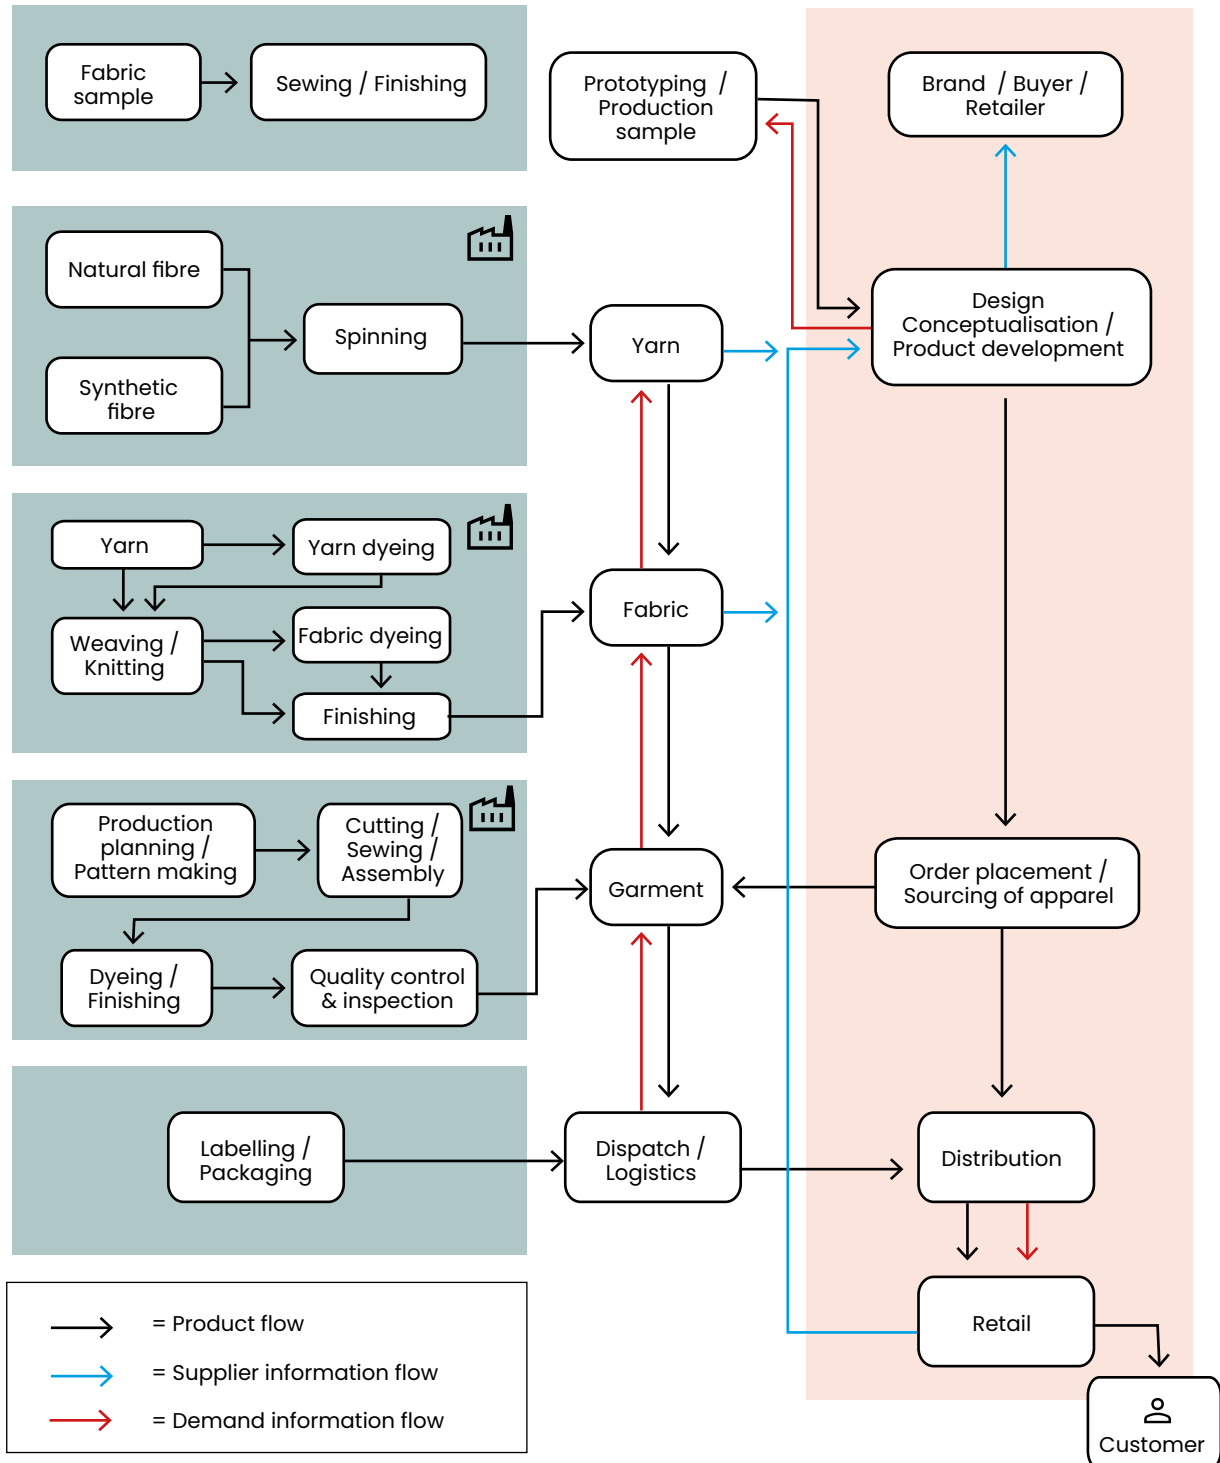 Fabric
sample
Sewing / Finishing
Prototyping /
Production
sample
Brand / Buyer /
Retailer
Natural fibre
Synthetic
fibre
Spinning
Yarn
Design
Conceptualisation /
Product development
Yarn
Yarn dyeing
Weaving /
Knitting
Fabric dyeing
Finishing
Fabric
Production
planning /
Pattern making
Cutting /
Sewing /
Assembly
Dyeing /
Finishing
Quality control
& inspection
Garment
Order placement /
Sourcing of apparel
Labelling /
Packaging
Dispatch /
Logistics
Distribution
Retail
Customer
= Product flow
= Supplier information flow
= Demand information flow